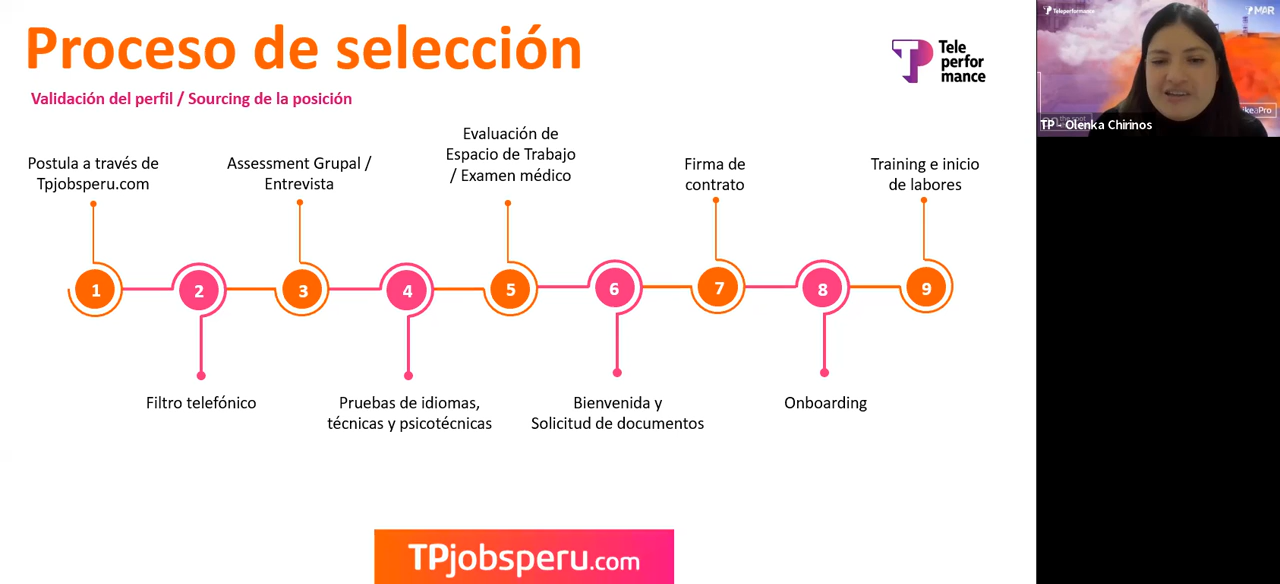 Proceso de selección
Validación del perfil / Sourcing de la posición
Tele
perfor
mance
Postula a través de
Tpjobsperu.com
Assessment Grupal /
Entrevista
Evaluación de
Espacio de Trabajo
/ Examen médico
Firma de
contrato
Training e inicio
de labores
1
2
3
4
5
6
7
8
9
Filtro telefónico
Pruebas de idiomas,
técnicas y psicotécnicas
Bienvenida y
Solicitud de documentos
Onboarding
TPjobsperu.com
Teleperformance
MAR
TP - Olenka Chirinos